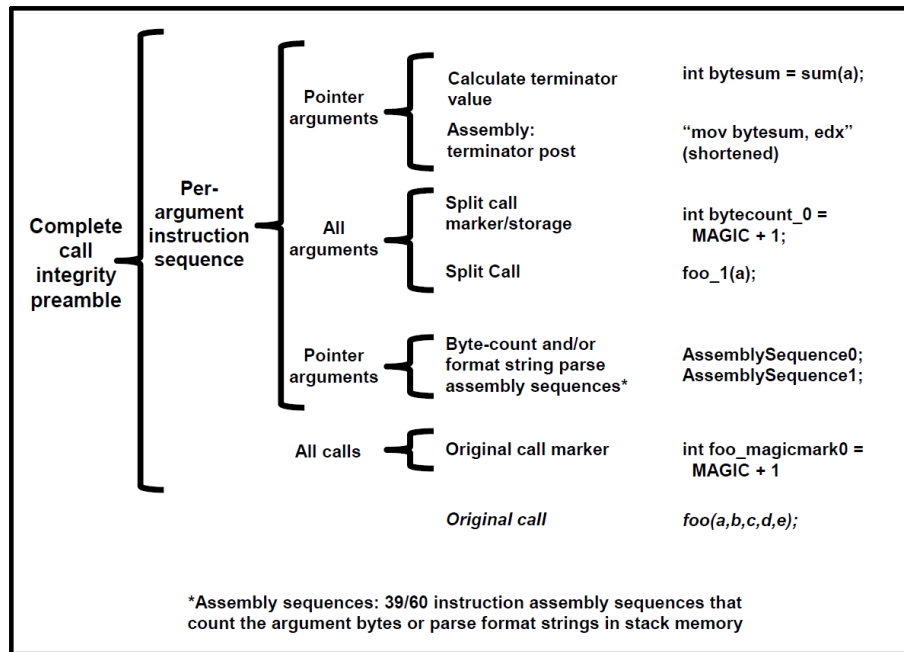 Complete
call
integrity
preamble
Per-
argument
instruction
sequence
Pointer
arguments
Calculate terminator
value
int bytesum = sum(a);
Assembly:
terminator post
“mov bytesum, edx”
(shortened)
All
arguments
Split call
marker/storage
int bytecount_0 =
MAGIC + 1;
Split Call
foo_1(a);
Pointer
arguments
Byte-count and/or
format string parse
assembly sequences*
AssemblySequence0;
AssemblySequence1;
All calls
Original call marker
int foo_magicmark0 =
MAGIC + 1
Original call
foo(a,b,c,d,e);
*Assembly sequences: 39/60 instruction assembly sequences that
count the argument bytes or parse format strings in stack memory